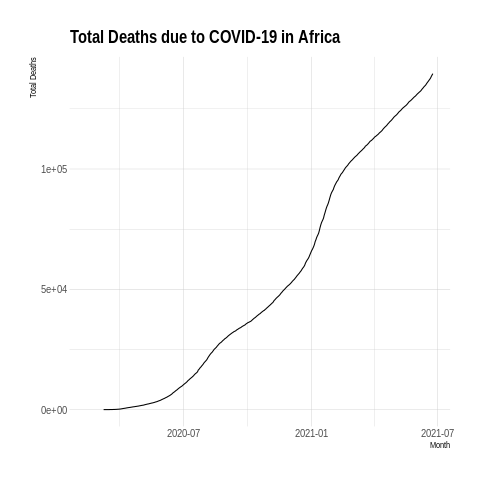 Total Deaths due to COVID-19 in Africa
Total Deaths
1e+05
5e+04
0e+00
2020-07
2021-01
2021-07
Month